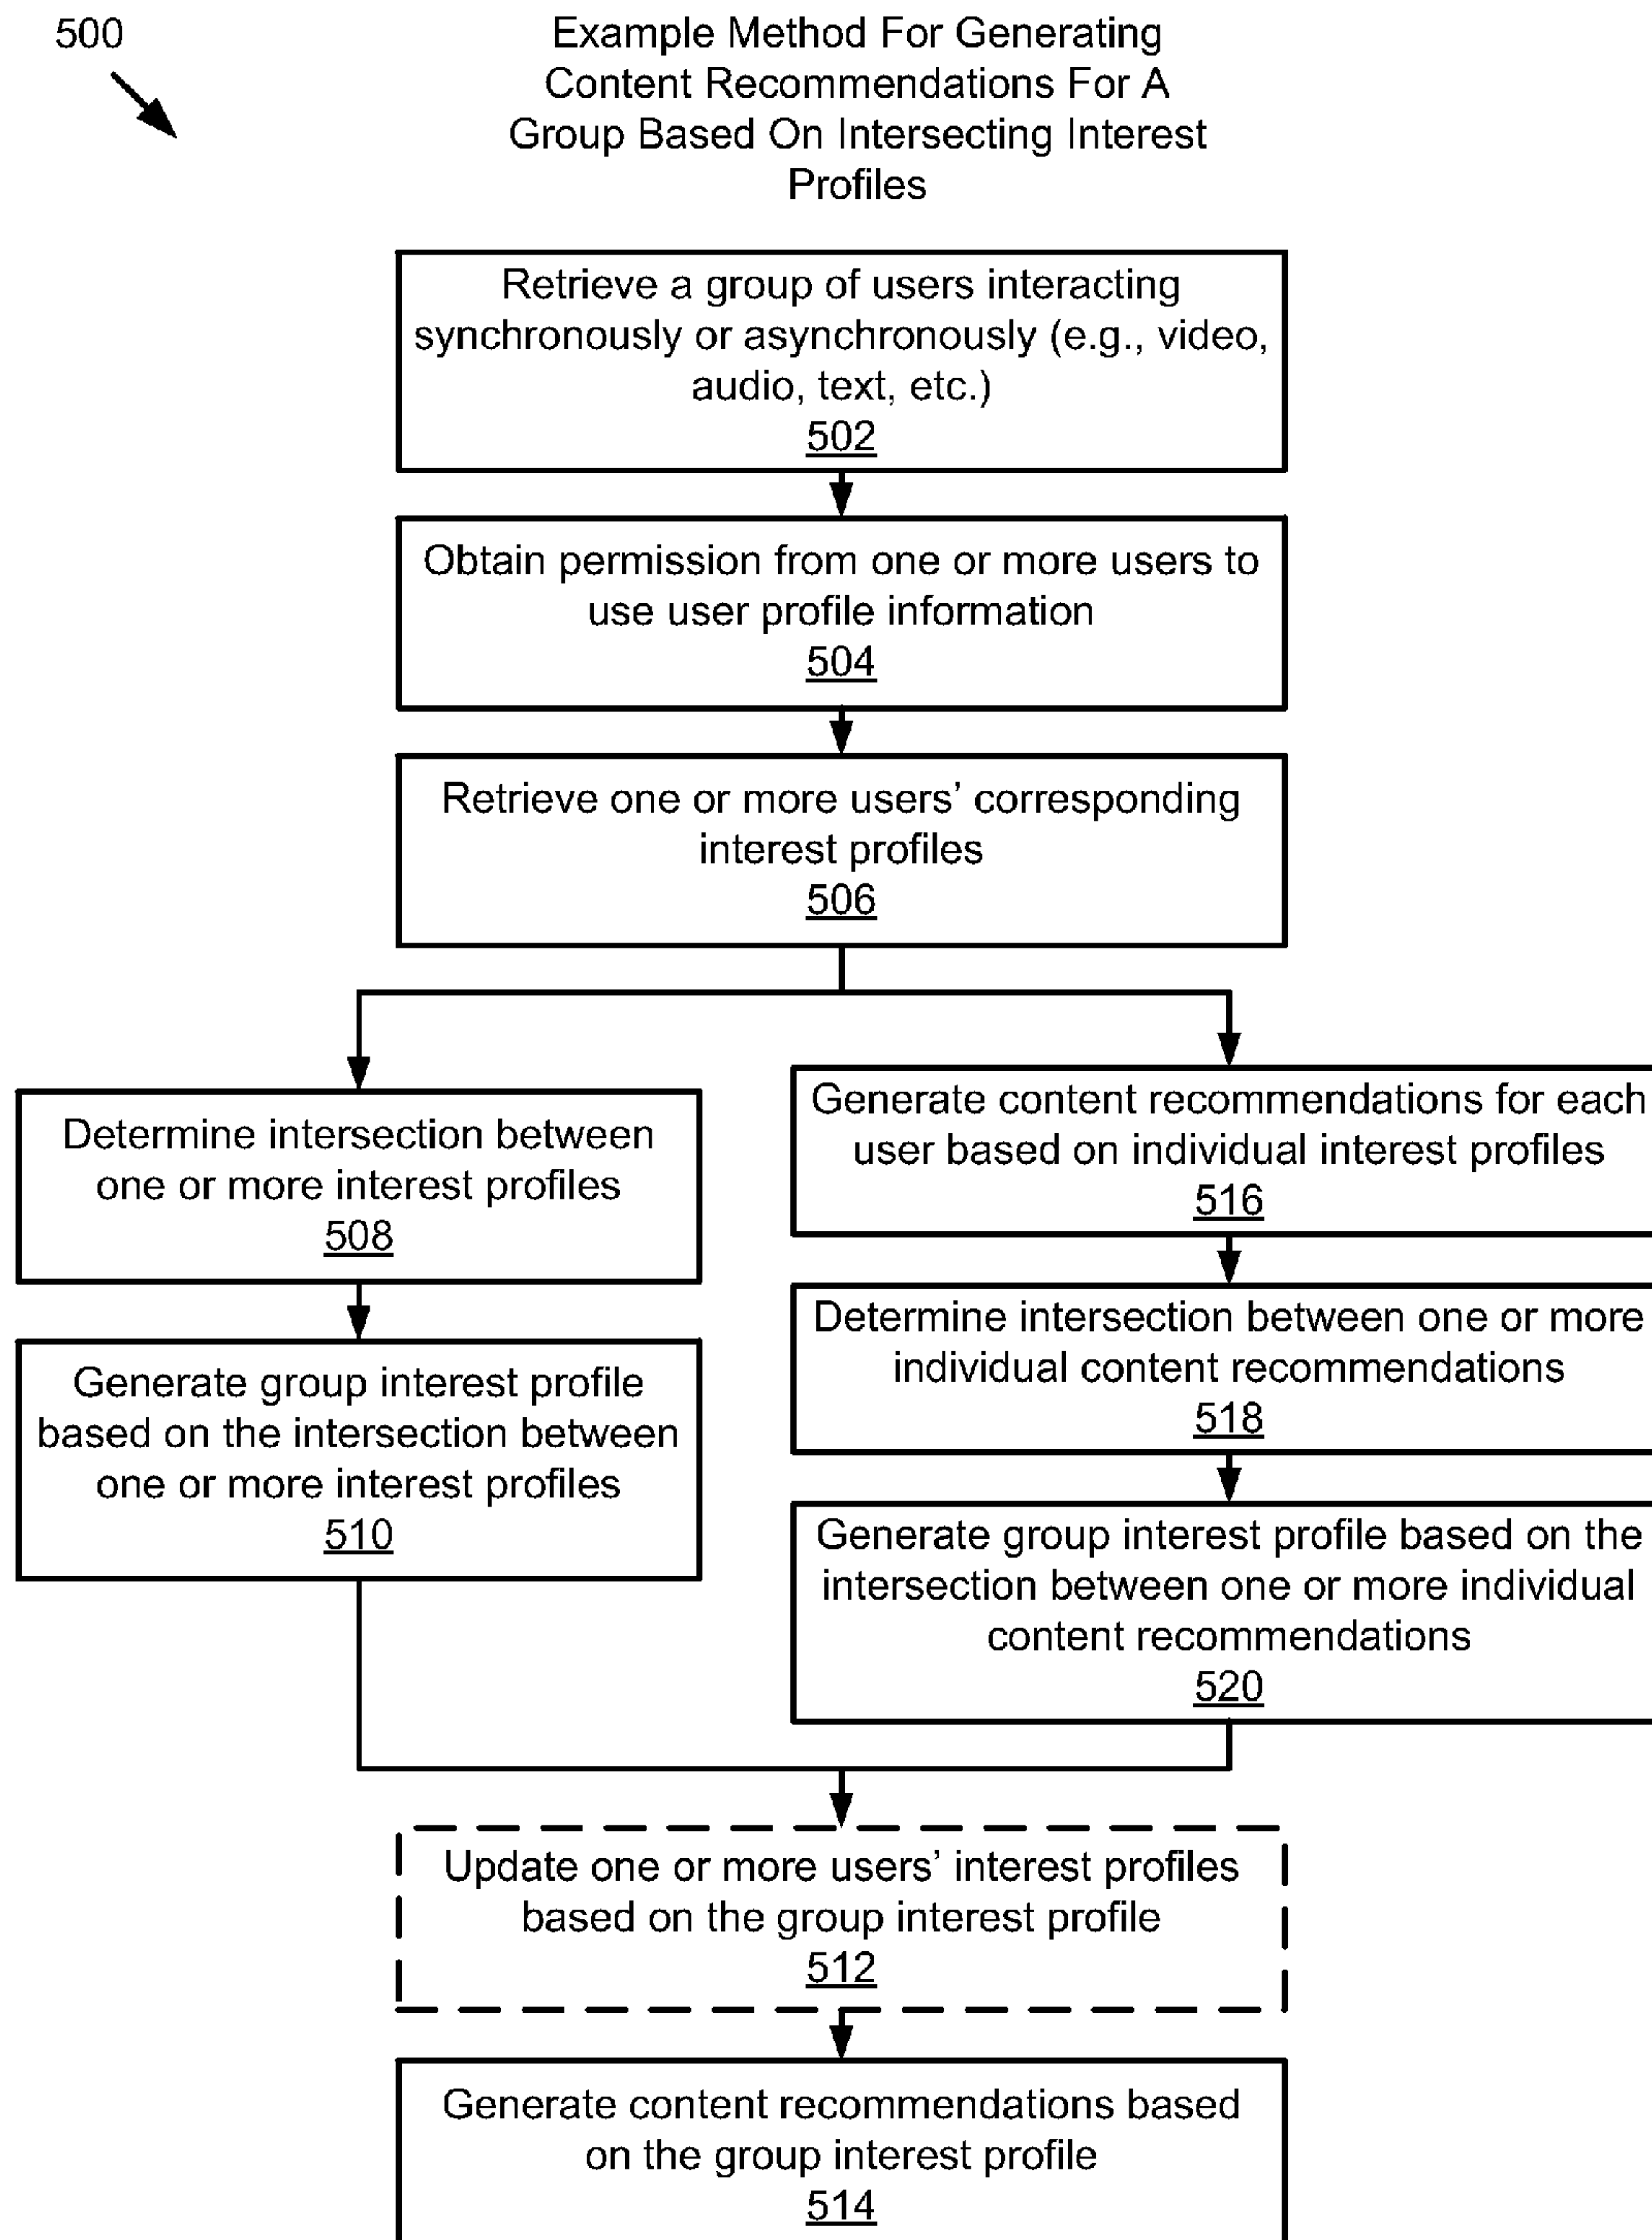 500
Example Method For Generating
Content Recommendations For A
Group Based On Intersecting Interest
Profiles
Retrieve a group of users interacting
synchronously or asynchronously (e.g., video,
audio, text, etc.)
502
Obtain permission from one or more users to
use user profile information
504
Retrieve one or more users’ corresponding
interest profiles
506
Determine intersection between
one or more interest profiles
508
Generate group interest profile
based on the intersection between
one or more interest profiles
510
Generate content recommendations for each
user based on individual interest profiles
516
Determine intersection between one or more
individual content recommendations
518
Generate group interest profile based on the
intersection between one or more individual
content recommendations
520
Update one or more users’ interest profiles
based on the group interest profile
512
Generate content recommendations based
on the group interest profile
514